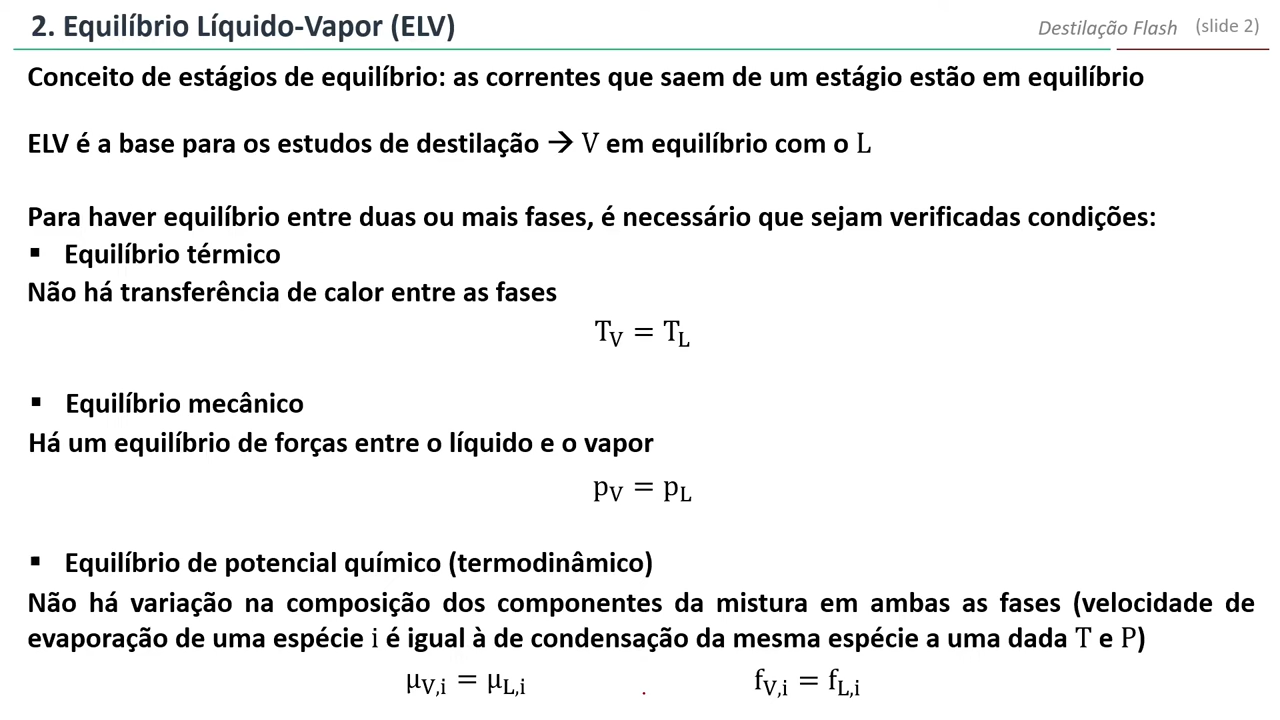 2. Equilíbrio Líquido-Vapor (ELV)
Destilação Flash (slide 2)
Conceito de estágios de equilíbrio: as correntes que saem de um estágio estão em equilíbrio
ELV é a base para os estudos de destilação → V em equilíbrio com o L
Para haver equilíbrio entre duas ou mais fases, é necessário que sejam verificadas condições:
▪ Equilíbrio térmico
Não há transferência de calor entre as fases
T_V = T_L
▪ Equilíbrio mecânico
Há um equilíbrio de forças entre o líquido e o vapor
p_V = p_L
▪ Equilíbrio de potencial químico (termodinâmico)
Não há variação na composição dos componentes da mistura em ambas as fases (velocidade de
evaporação de uma espécie i é igual à de condensação da mesma espécie a uma dada T e P)
μ_V,i = μ_L,i f_V,i = f_L,i